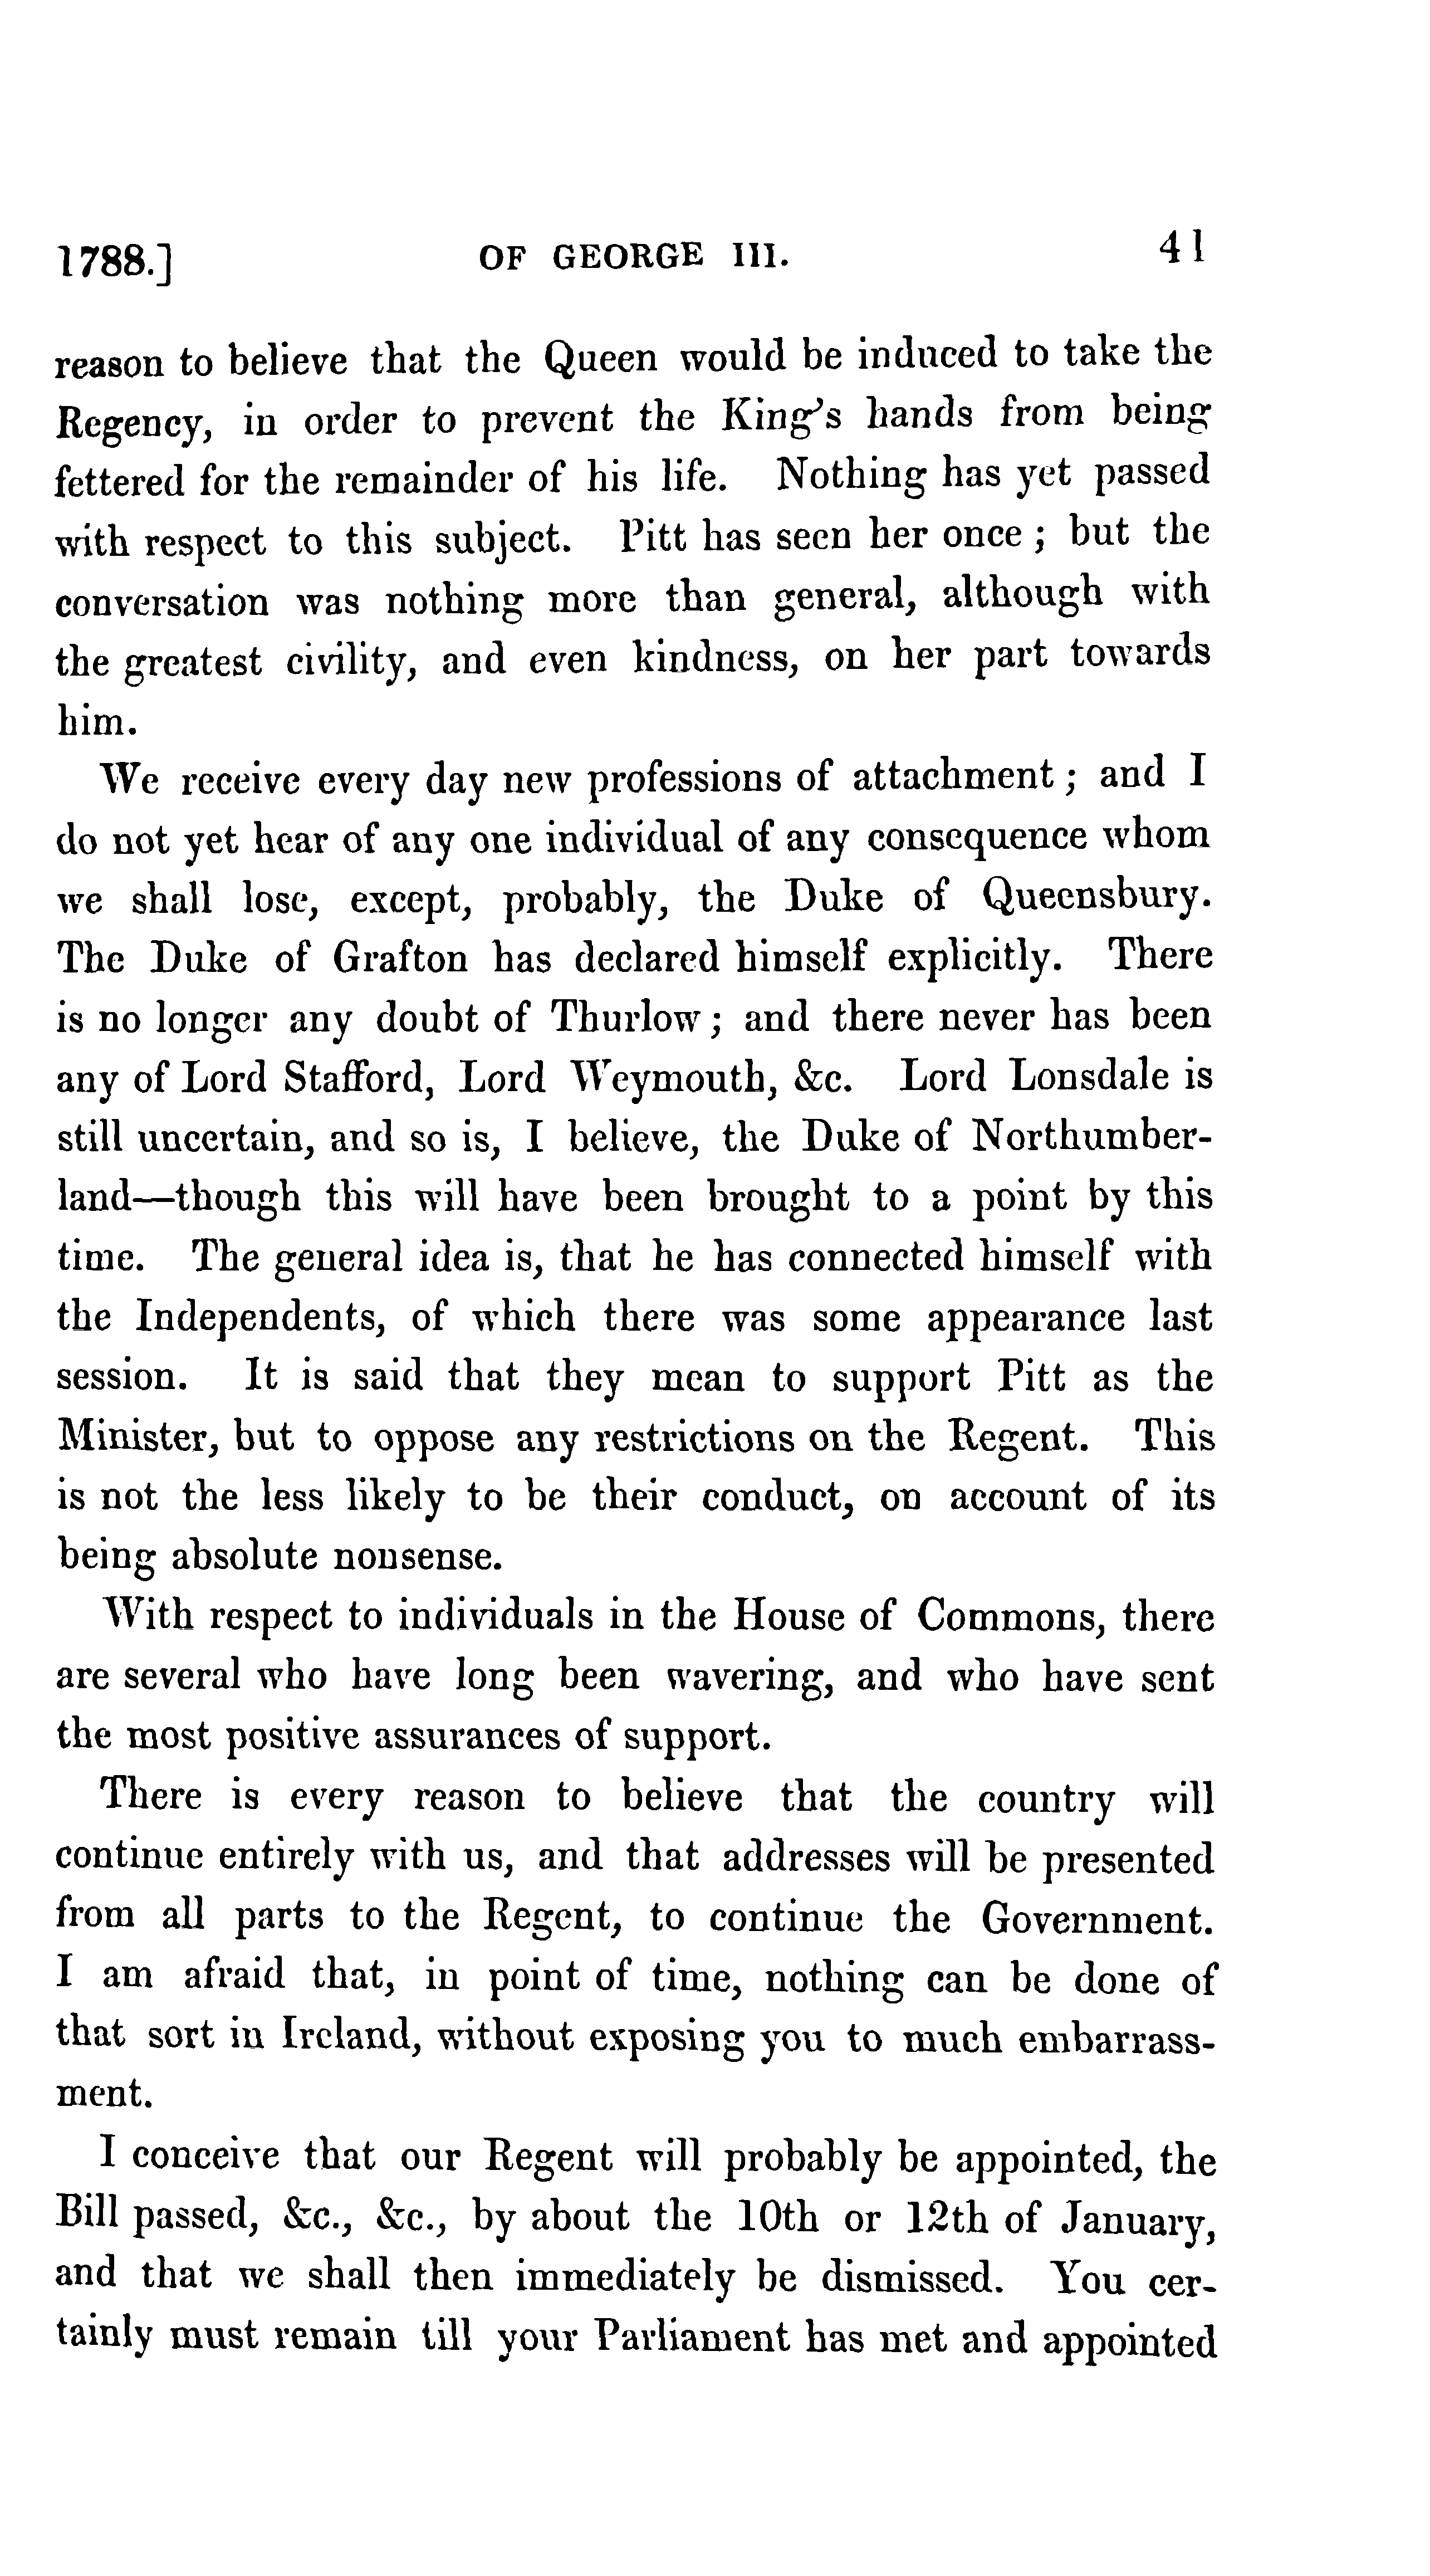 1788.] OF GEORGE III. 41
reason to believe that the Queen would be induced to take the
Regency, in order to prevent the King's hands from being
fettered for the remainder of his life. Nothing has yet passed
with respect to this subject. Pitt has seen her once; but the
conversation was nothing more than general, although with
the greatest civility, and even kindness, on her part towards
him.
We receive every day new professions of attachment; and I
do not yet hear of any one individual of any consequence whom
we shall lose, except, probably, the Duke of Queensbury.
The Duke of Grafton has declared himself explicitly. There
is no longer any doubt of Thurlow; and there never has been
any of Lord Stafford, Lord Weymouth, &c. Lord Lonsdale is
still uncertain, and so is, I believe, the Duke of Northumber-
land—though this will have been brought to a point by this
time. The general idea is, that he has connected himself with
the Independents, of which there was some appearance last
session. It is said that they mean to support Pitt as the
Minister, but to oppose any restrictions on the Regent. This
is not the less likely to be their conduct, on account of its
being absolute nonsense.
With respect to individuals in the House of Commons, there
are several who have long been wavering, and who have sent
the most positive assurances of support.
There is every reason to believe that the country will
continue entirely with us, and that addresses will be presented
from all parts to the Regent, to continue the Government.
I am afraid that, in point of time, nothing can be done of
that sort in Ireland, without exposing you to much embarrass-
ment.
I conceive that our Regent will probably be appointed, the
Bill passed, &c., &c., by about the 10th or 12th of January,
and that we shall then immediately be dismissed. You cer-
tainly must remain till your Parliament has met and appointed